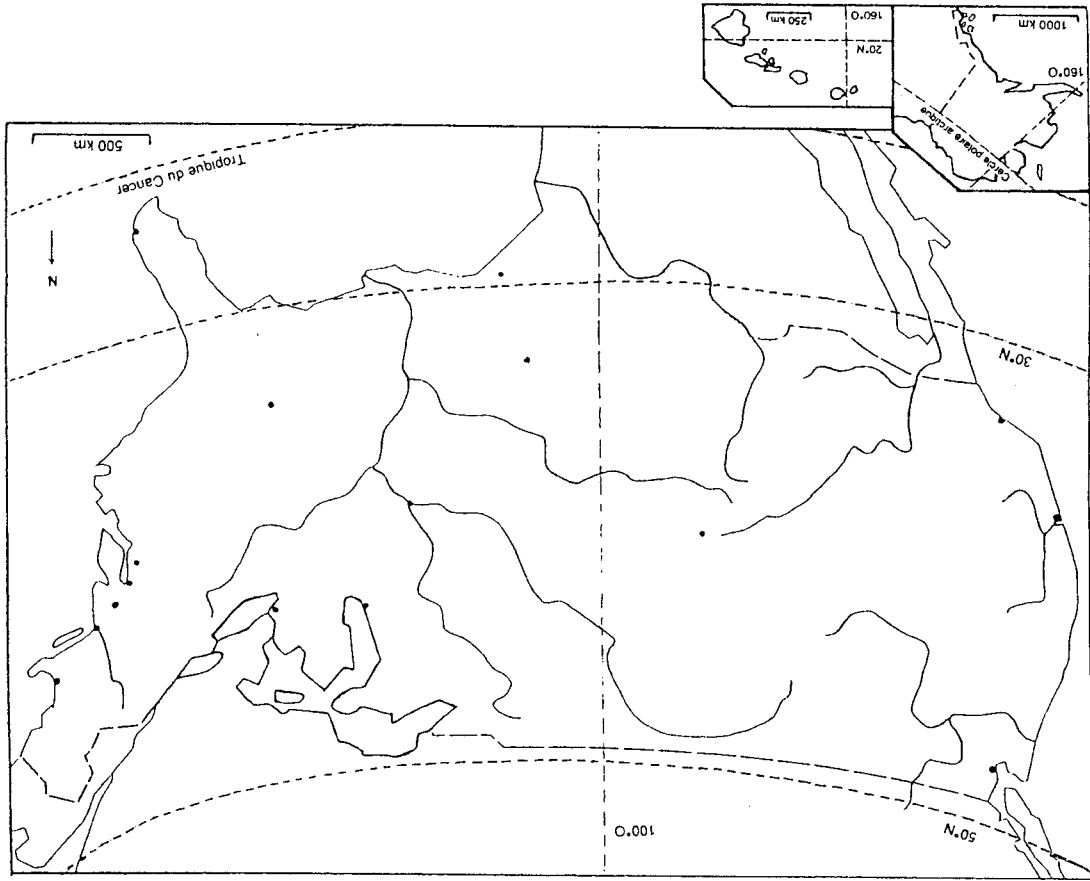 100°O
50°N
30°N
N
Tropique du Cancer
500 km
Cercle polaire arctique
160°O
1000 km
20°N
160°O
250 km